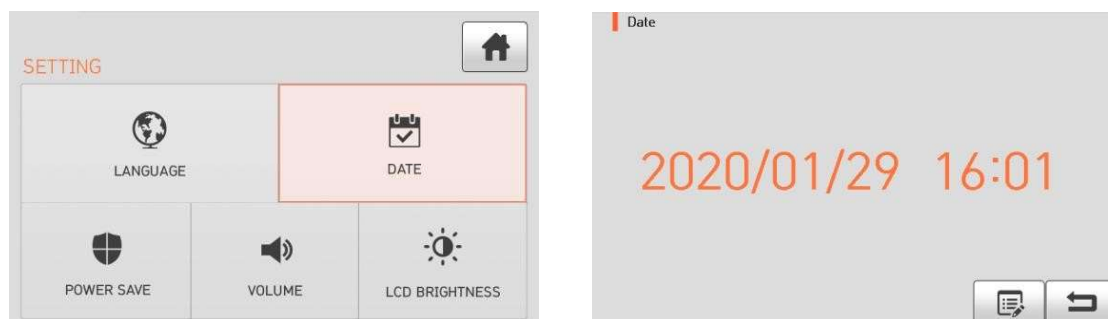 SETTING
LANGUAGE
DATE
POWER SAVE
VOLUME
LCD BRIGHTNESS
Date
2020/01/29 16:01